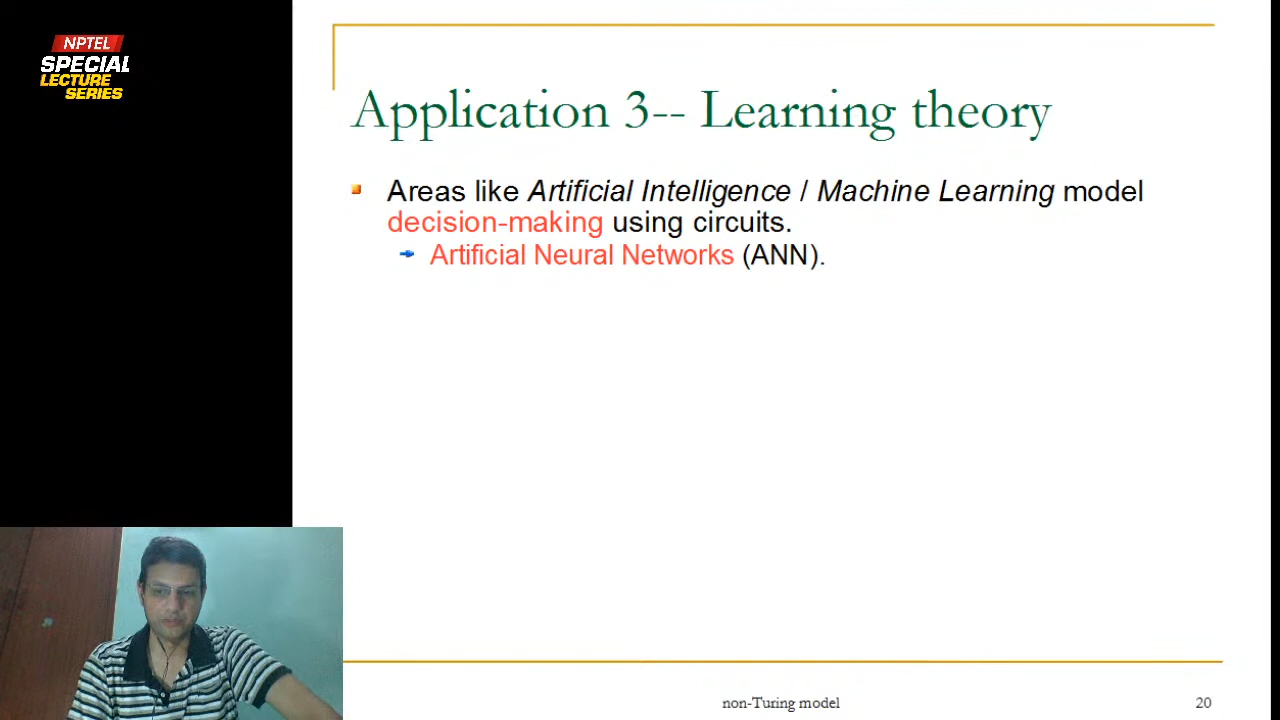 NPTEL
SPECIAL
LECTURE
SERIES
Application 3-- Learning theory
Areas like Artificial Intelligence / Machine Learning model
decision-making using circuits.
Artificial Neural Networks (ANN).
non-Turing model
20